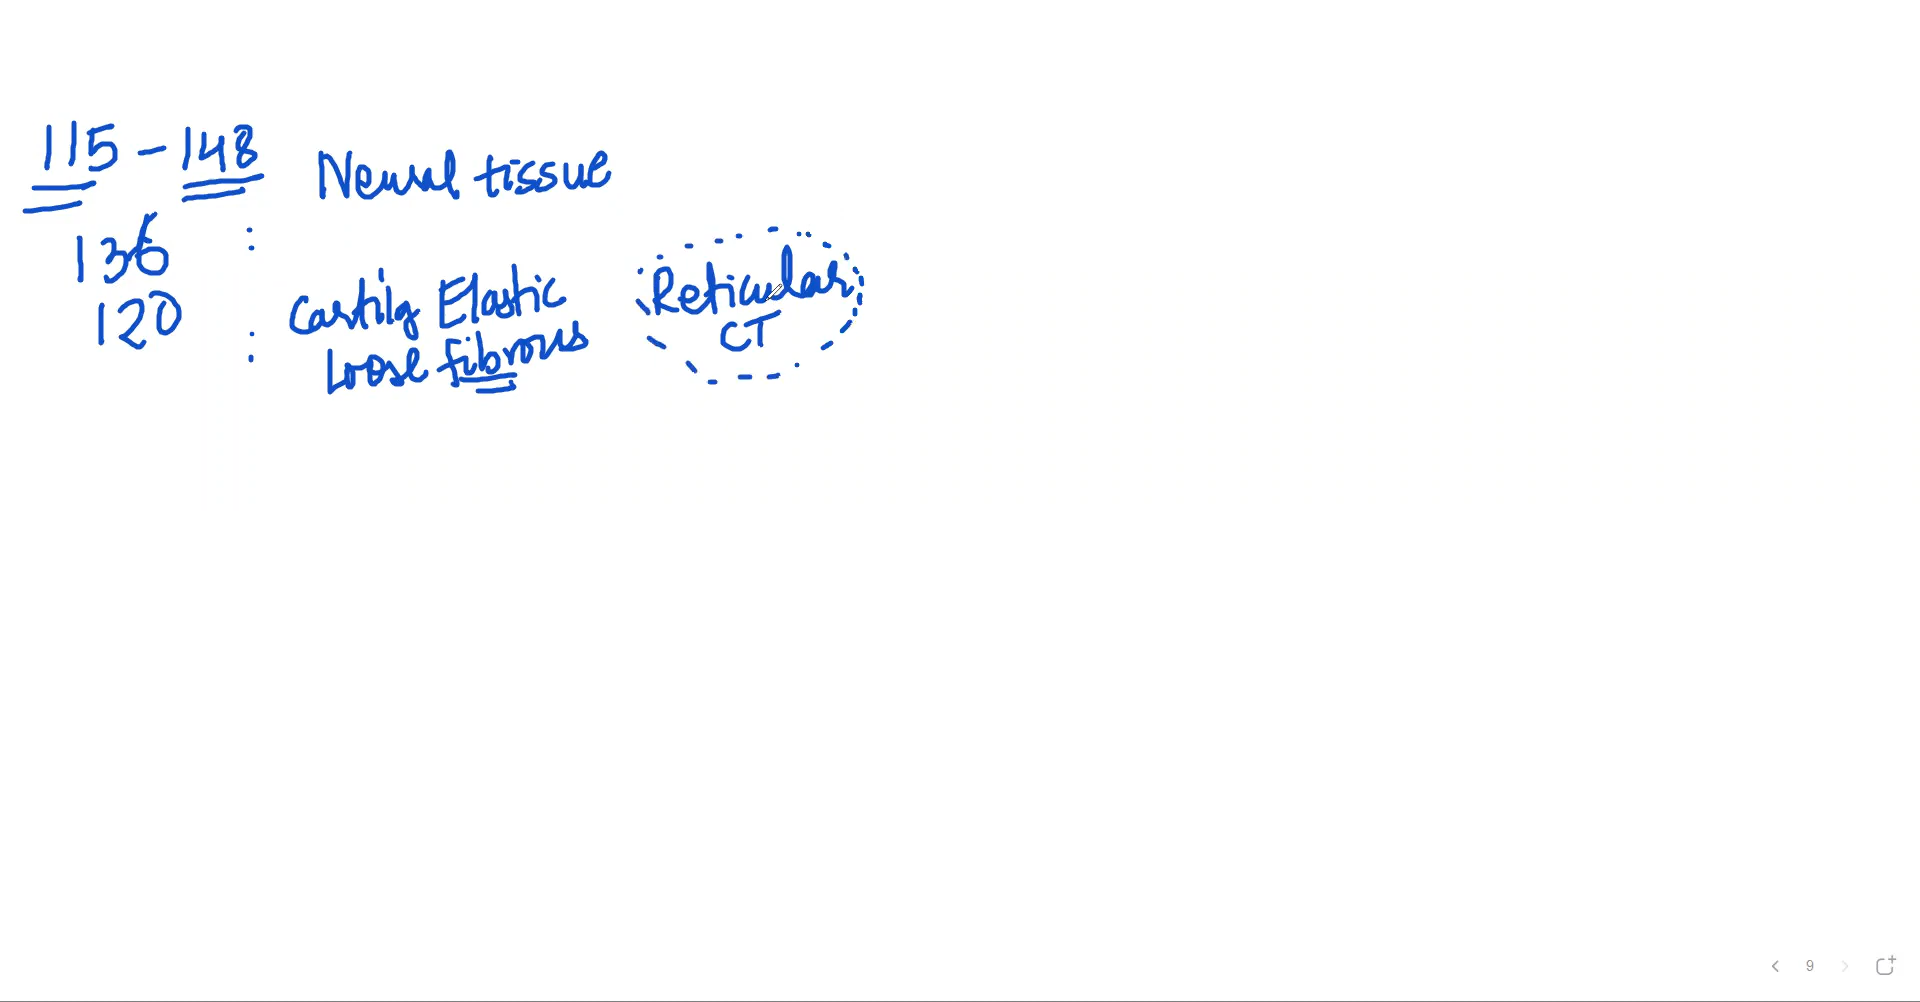 115 - 148 Neural tissue
136 :
120 : Cartilg Elastic
Loose fibrous
Reticular
CT
9